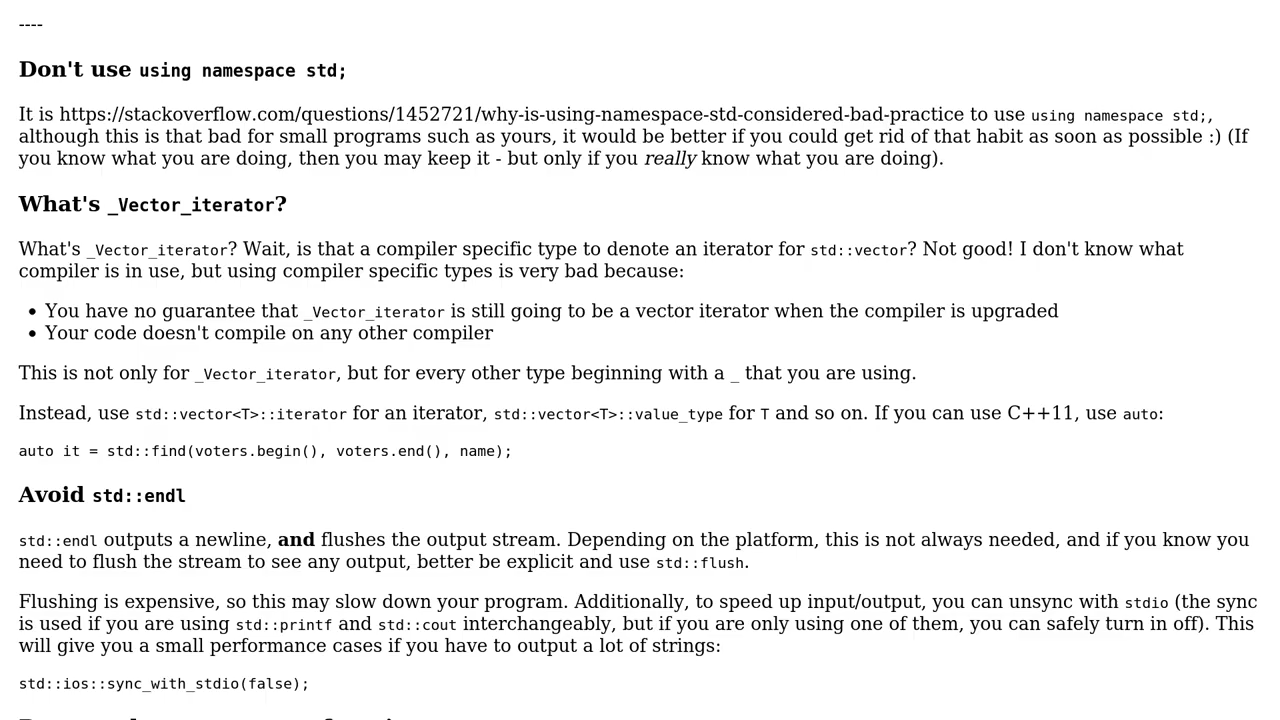 ----
Don't use using namespace std;
It is https://stackoverflow.com/questions/1452721/why-is-using-namespace-std-considered-bad-practice to use using namespace std;,
although this is that bad for small programs such as yours, it would be better if you could get rid of that habit as soon as possible :) (If
you know what you are doing, then you may keep it - but only if you really know what you are doing).
What's _Vector_iterator?
What's _Vector_iterator? Wait, is that a compiler specific type to denote an iterator for std::vector? Not good! I don't know what
compiler is in use, but using compiler specific types is very bad because:
• You have no guarantee that _Vector_iterator is still going to be a vector iterator when the compiler is upgraded
• Your code doesn't compile on any other compiler
This is not only for _Vector_iterator, but for every other type beginning with a _ that you are using.
Instead, use std::vector<T>::iterator for an iterator, std::vector<T>::value_type for T and so on. If you can use C++11, use auto:
auto it = std::find(voters.begin(), voters.end(), name);
Avoid std::endl
std::endl outputs a newline, and flushes the output stream. Depending on the platform, this is not always needed, and if you know you
need to flush the stream to see any output, better be explicit and use std::flush.
Flushing is expensive, so this may slow down your program. Additionally, to speed up input/output, you can unsync with stdio (the sync
is used if you are using std::printf and std::cout interchangeably, but if you are only using one of them, you can safely turn in off). This
will give you a small performance cases if you have to output a lot of strings:
std::ios::sync_with_stdio(false);